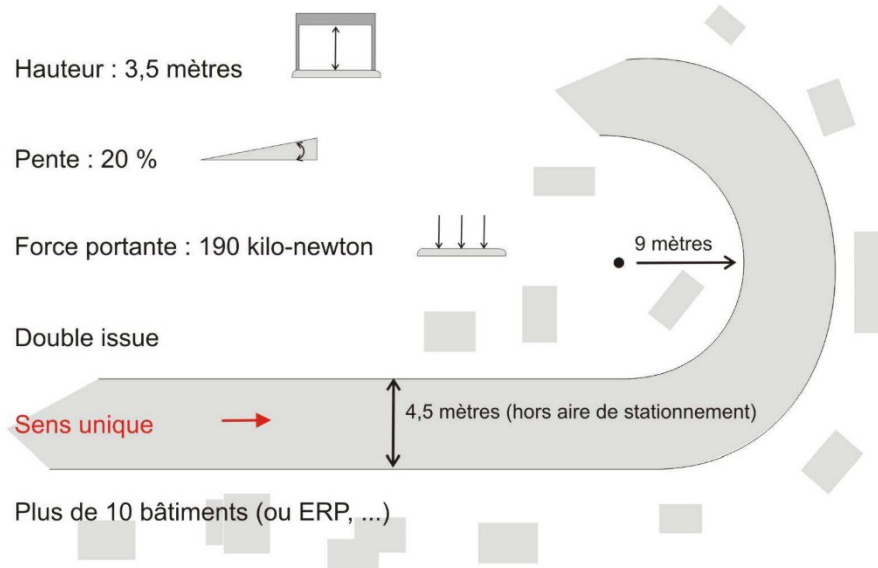 Hauteur : 3,5 mètres
Pente : 20 %
Force portante : 190 kilo-newton
9 mètres
Double issue
4,5 mètres (hors aire de stationnement)
Sens unique
Plus de 10 bâtiments (ou ERP, ...)